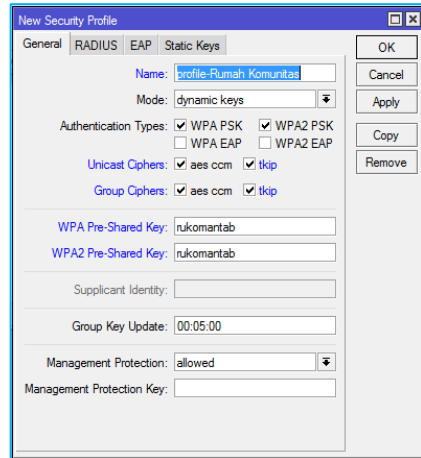 New Security Profile
General RADIUS EAP Static Keys
Name: profile-Rumah Komunitas
Mode: dynamic keys
Authentication Types: WPA PSK WPA2 PSK
WPA EAP WPA2 EAP
Unicast Ciphers: aes ccm tkip
Group Ciphers: aes ccm tkip
WPA Pre-Shared Key: rukomantab
WPA2 Pre-Shared Key: rukomantab
Supplicant Identity:
Group Key Update: 00:05:00
Management Protection: allowed
Management Protection Key:
OK
Cancel
Apply
Copy
Remove